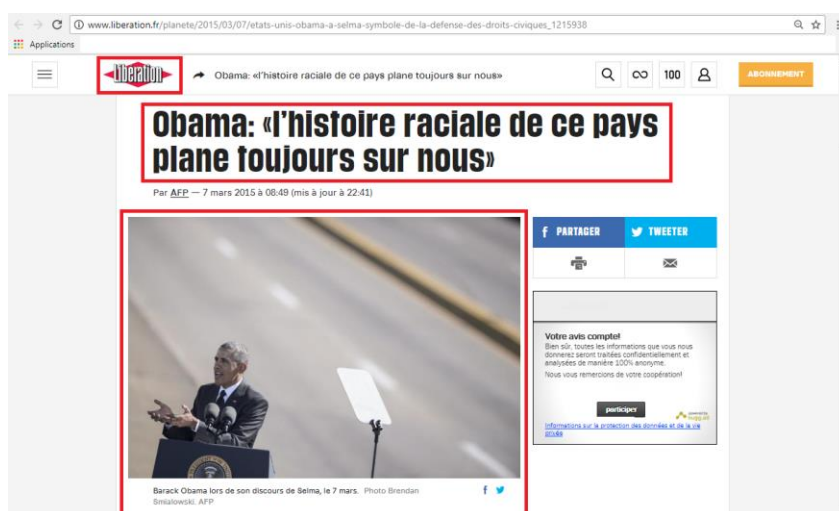 www.liberation.fr/planete/2015/03/07/etats-unis-obama-a-selma-symbole-de-la-defense-des-droits-civiques_1215938
Applications
Libération
Obama: «l'histoire raciale de ce pays plane toujours sur nous»
100
ABONNEMENT
Obama: «l'histoire raciale de ce pays
plane toujours sur nous»
Par AFP — 7 mars 2015 à 08:49 (mis à jour à 22:41)
PARTAGER
TWEETER
Votre avis compte!
Bien sûr, toutes les informations que vous nous
donnerez seront traitées confidentiellement et
analysées de manière 100% anonyme.
Nous vous remercions de votre coopération!
participer
powered by
nugg.ad
Informations sur la protection des données et de la vie
privée
Barack Obama lors de son discours de Selma, le 7 mars. Photo Brendan
Smialowski. AFP